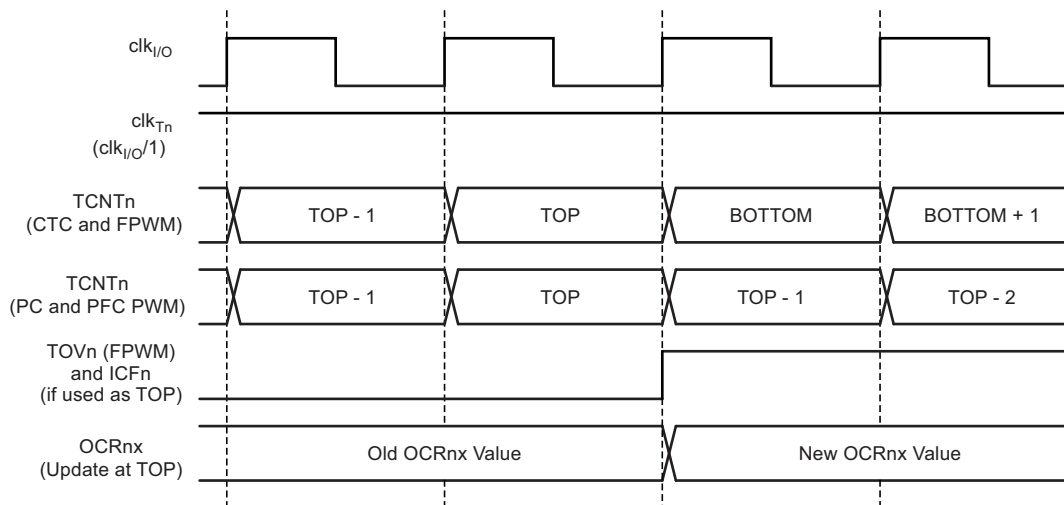 clkI/O
clkTn
(clkI/O/1)
TCNTn
(CTC and FPWM)
TOP - 1
TOP
BOTTOM
BOTTOM + 1
TCNTn
(PC and PFC PWM)
TOP - 1
TOP
TOP - 1
TOP - 2
TOVn (FPWM)
and ICFn
(if used as TOP)
OCRnx
(Update at TOP)
Old OCRnx Value
New OCRnx Value